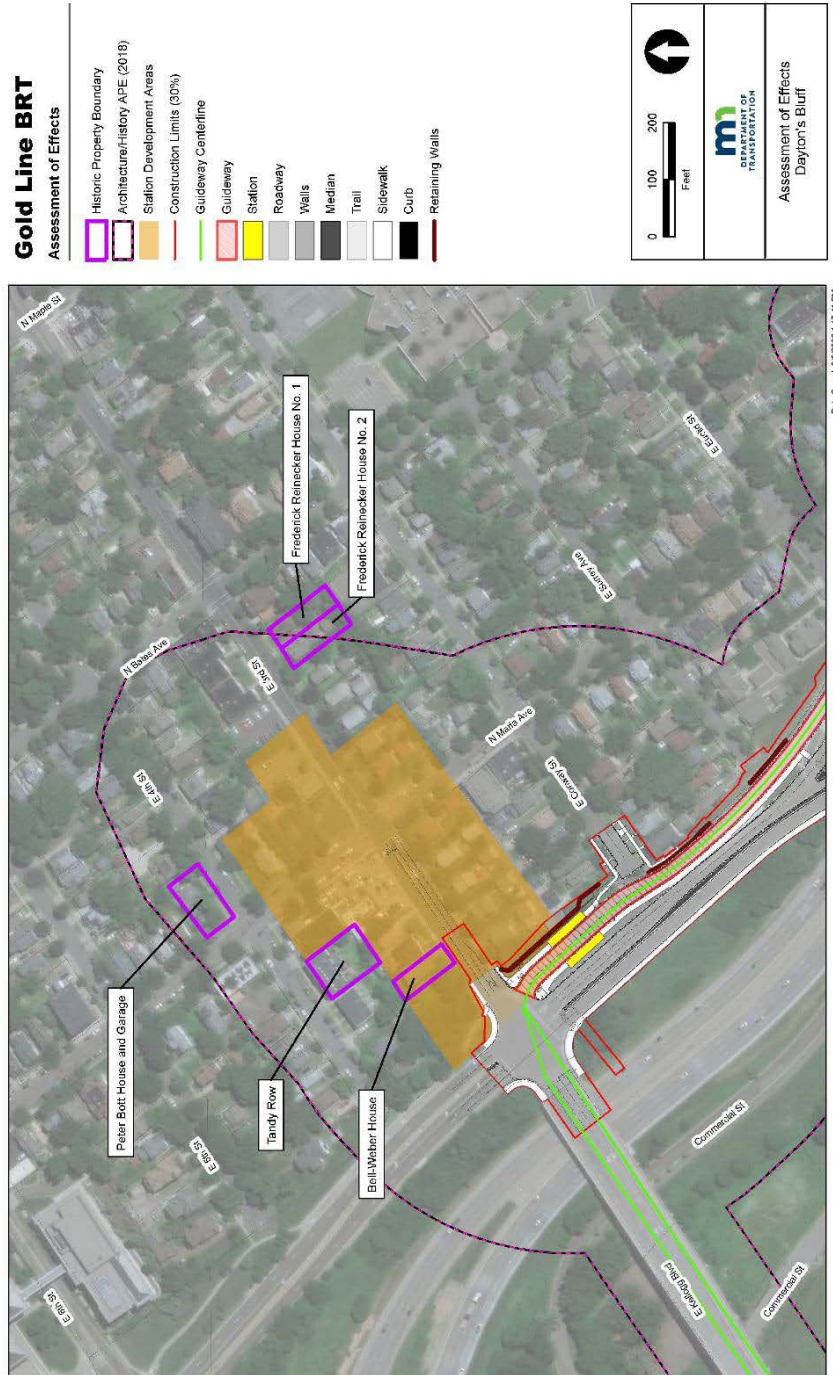 Gold Line BRT
Assessment of Effects
Historic Property Boundary
Architecture/History APE (2018)
Station Development Areas
Construction Limits (30%)
Guideway Centerline
Guideway
Station
Roadway
Walls
Median
Trail
Sidewalk
Curb
Retaining Walls
0 100 200
Feet
mn
DEPARTMENT OF
TRANSPORTATION
Assessment of Effects
Dayton's Bluff
N Maple St
Frederick Reinecker House No. 1
Frederick Reinecker House No. 2
N Bates Ave
E 3rd St
E 4th St
Peter Bott House and Garage
Tandy Row
Bell-Weber House
E 6th St
N Maria Ave
E Conway St
E Surrey Ave
E Euclid St
Commercial St
Commercial St
E Kellogg Blvd